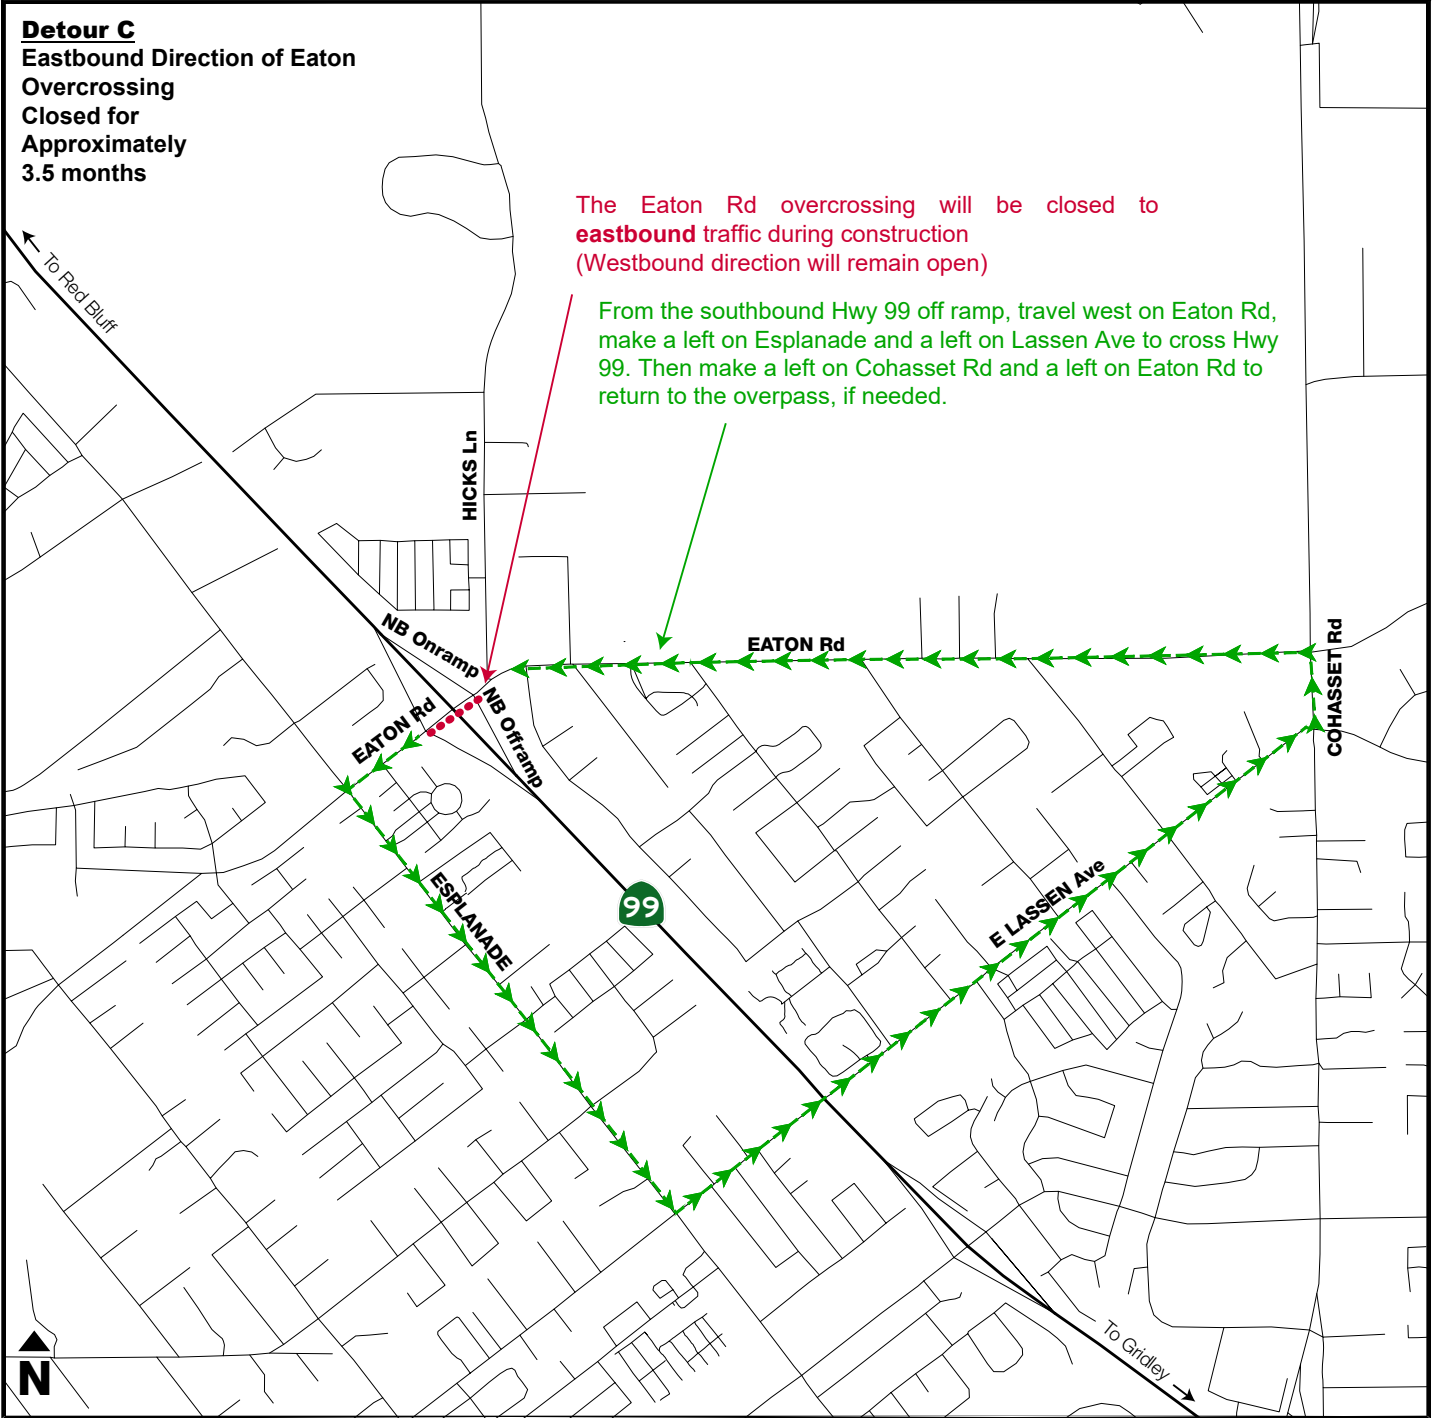 Detour C
Eastbound Direction of Eaton
Overcrossing
Closed for
Approximately
3.5 months
The Eaton Rd overcrossing will be closed to
eastbound traffic during construction
(Westbound direction will remain open)
To Red Bluff
From the southbound Hwy 99 off ramp, travel west on Eaton Rd,
make a left on Esplanade and a left on Lassen Ave to cross Hwy
99. Then make a left on Cohasset Rd and a left on Eaton Rd to
return to the overpass, if needed.
HICKS Ln
NB Onramp
EATON Rd
COHASSET Rd
EATON Rd
NB Offramp
ESPLANADE
99
E LASSEN Ave
To Gridley
N